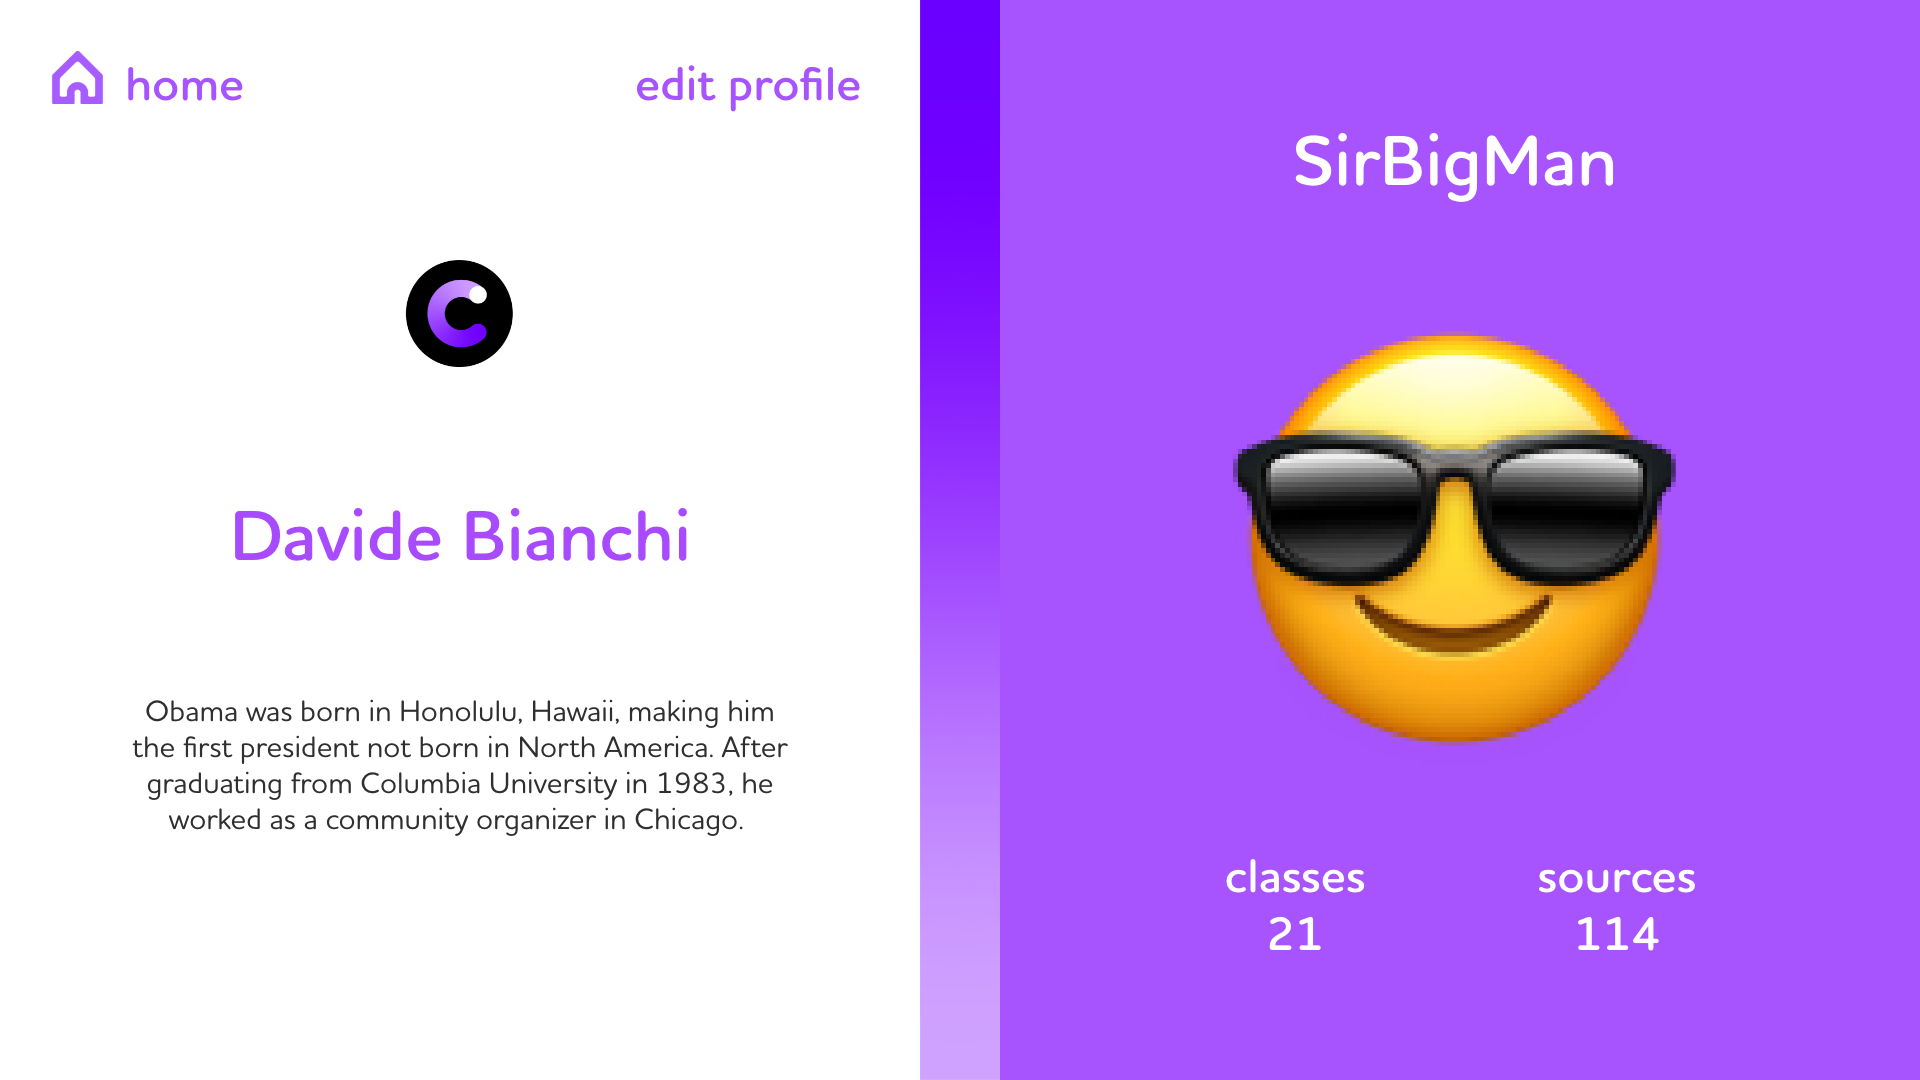 home
edit profile
Davide Bianchi
Obama was born in Honolulu, Hawaii, making him
the first president not born in North America. After
graduating from Columbia University in 1983, he
worked as a community organizer in Chicago.
SirBigMan
classes
21
sources
114